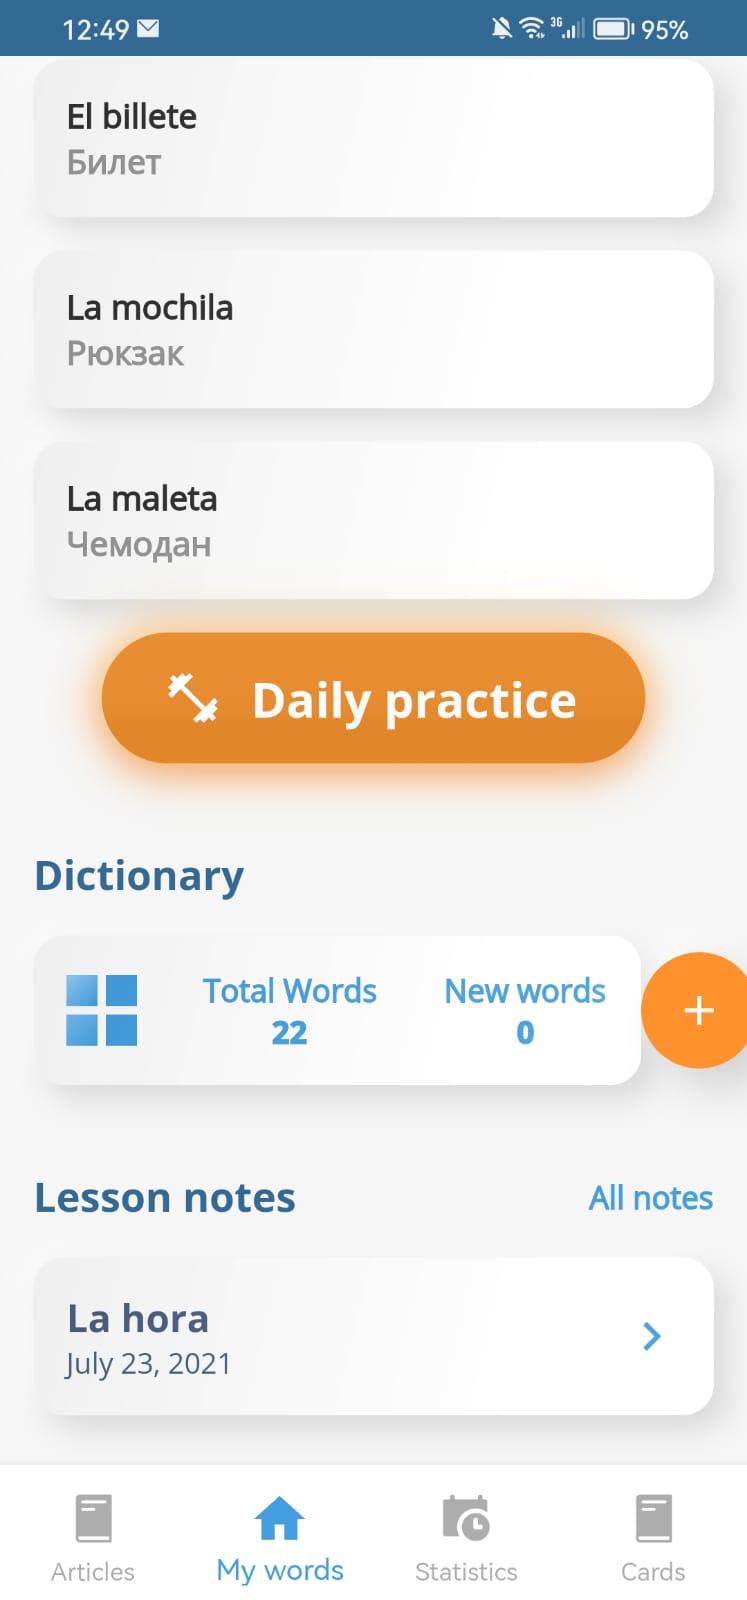 12:49
3G
95%
El billete
Билет
La mochila
Рюкзак
La maleta
Чемодан
Daily practice
Dictionary
Total Words
New words
22
0
+
Lesson notes
All notes
La hora
July 23, 2021
Articles
My words
Statistics
Cards